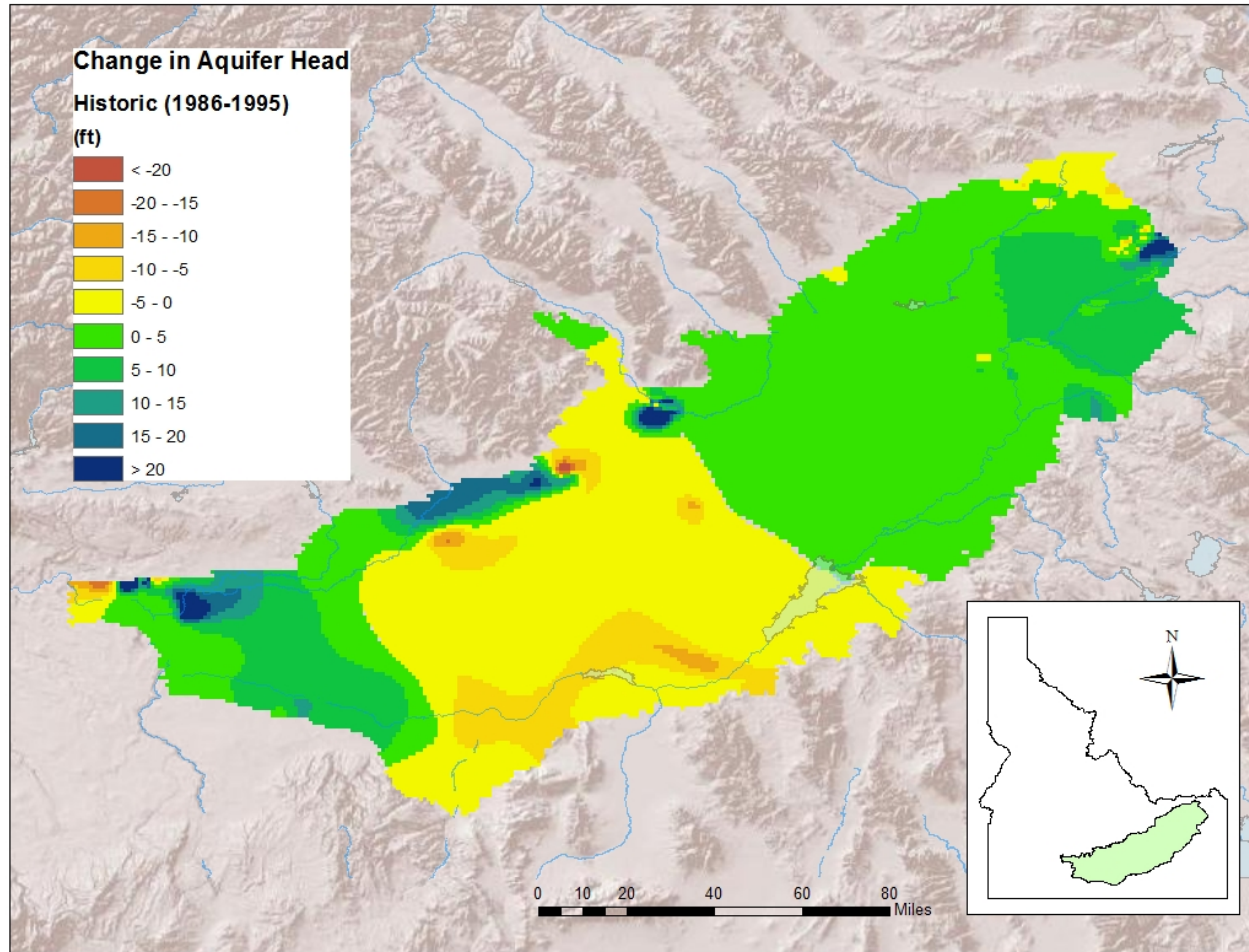 Change in Aquifer Head
Historic (1986-1995)
(ft)
< -20
-20 - -15
-15 - -10
-10 - -5
-5 - 0
0 - 5
5 - 10
10 - 15
15 - 20
> 20
N
0 10 20 40 60 80
Miles